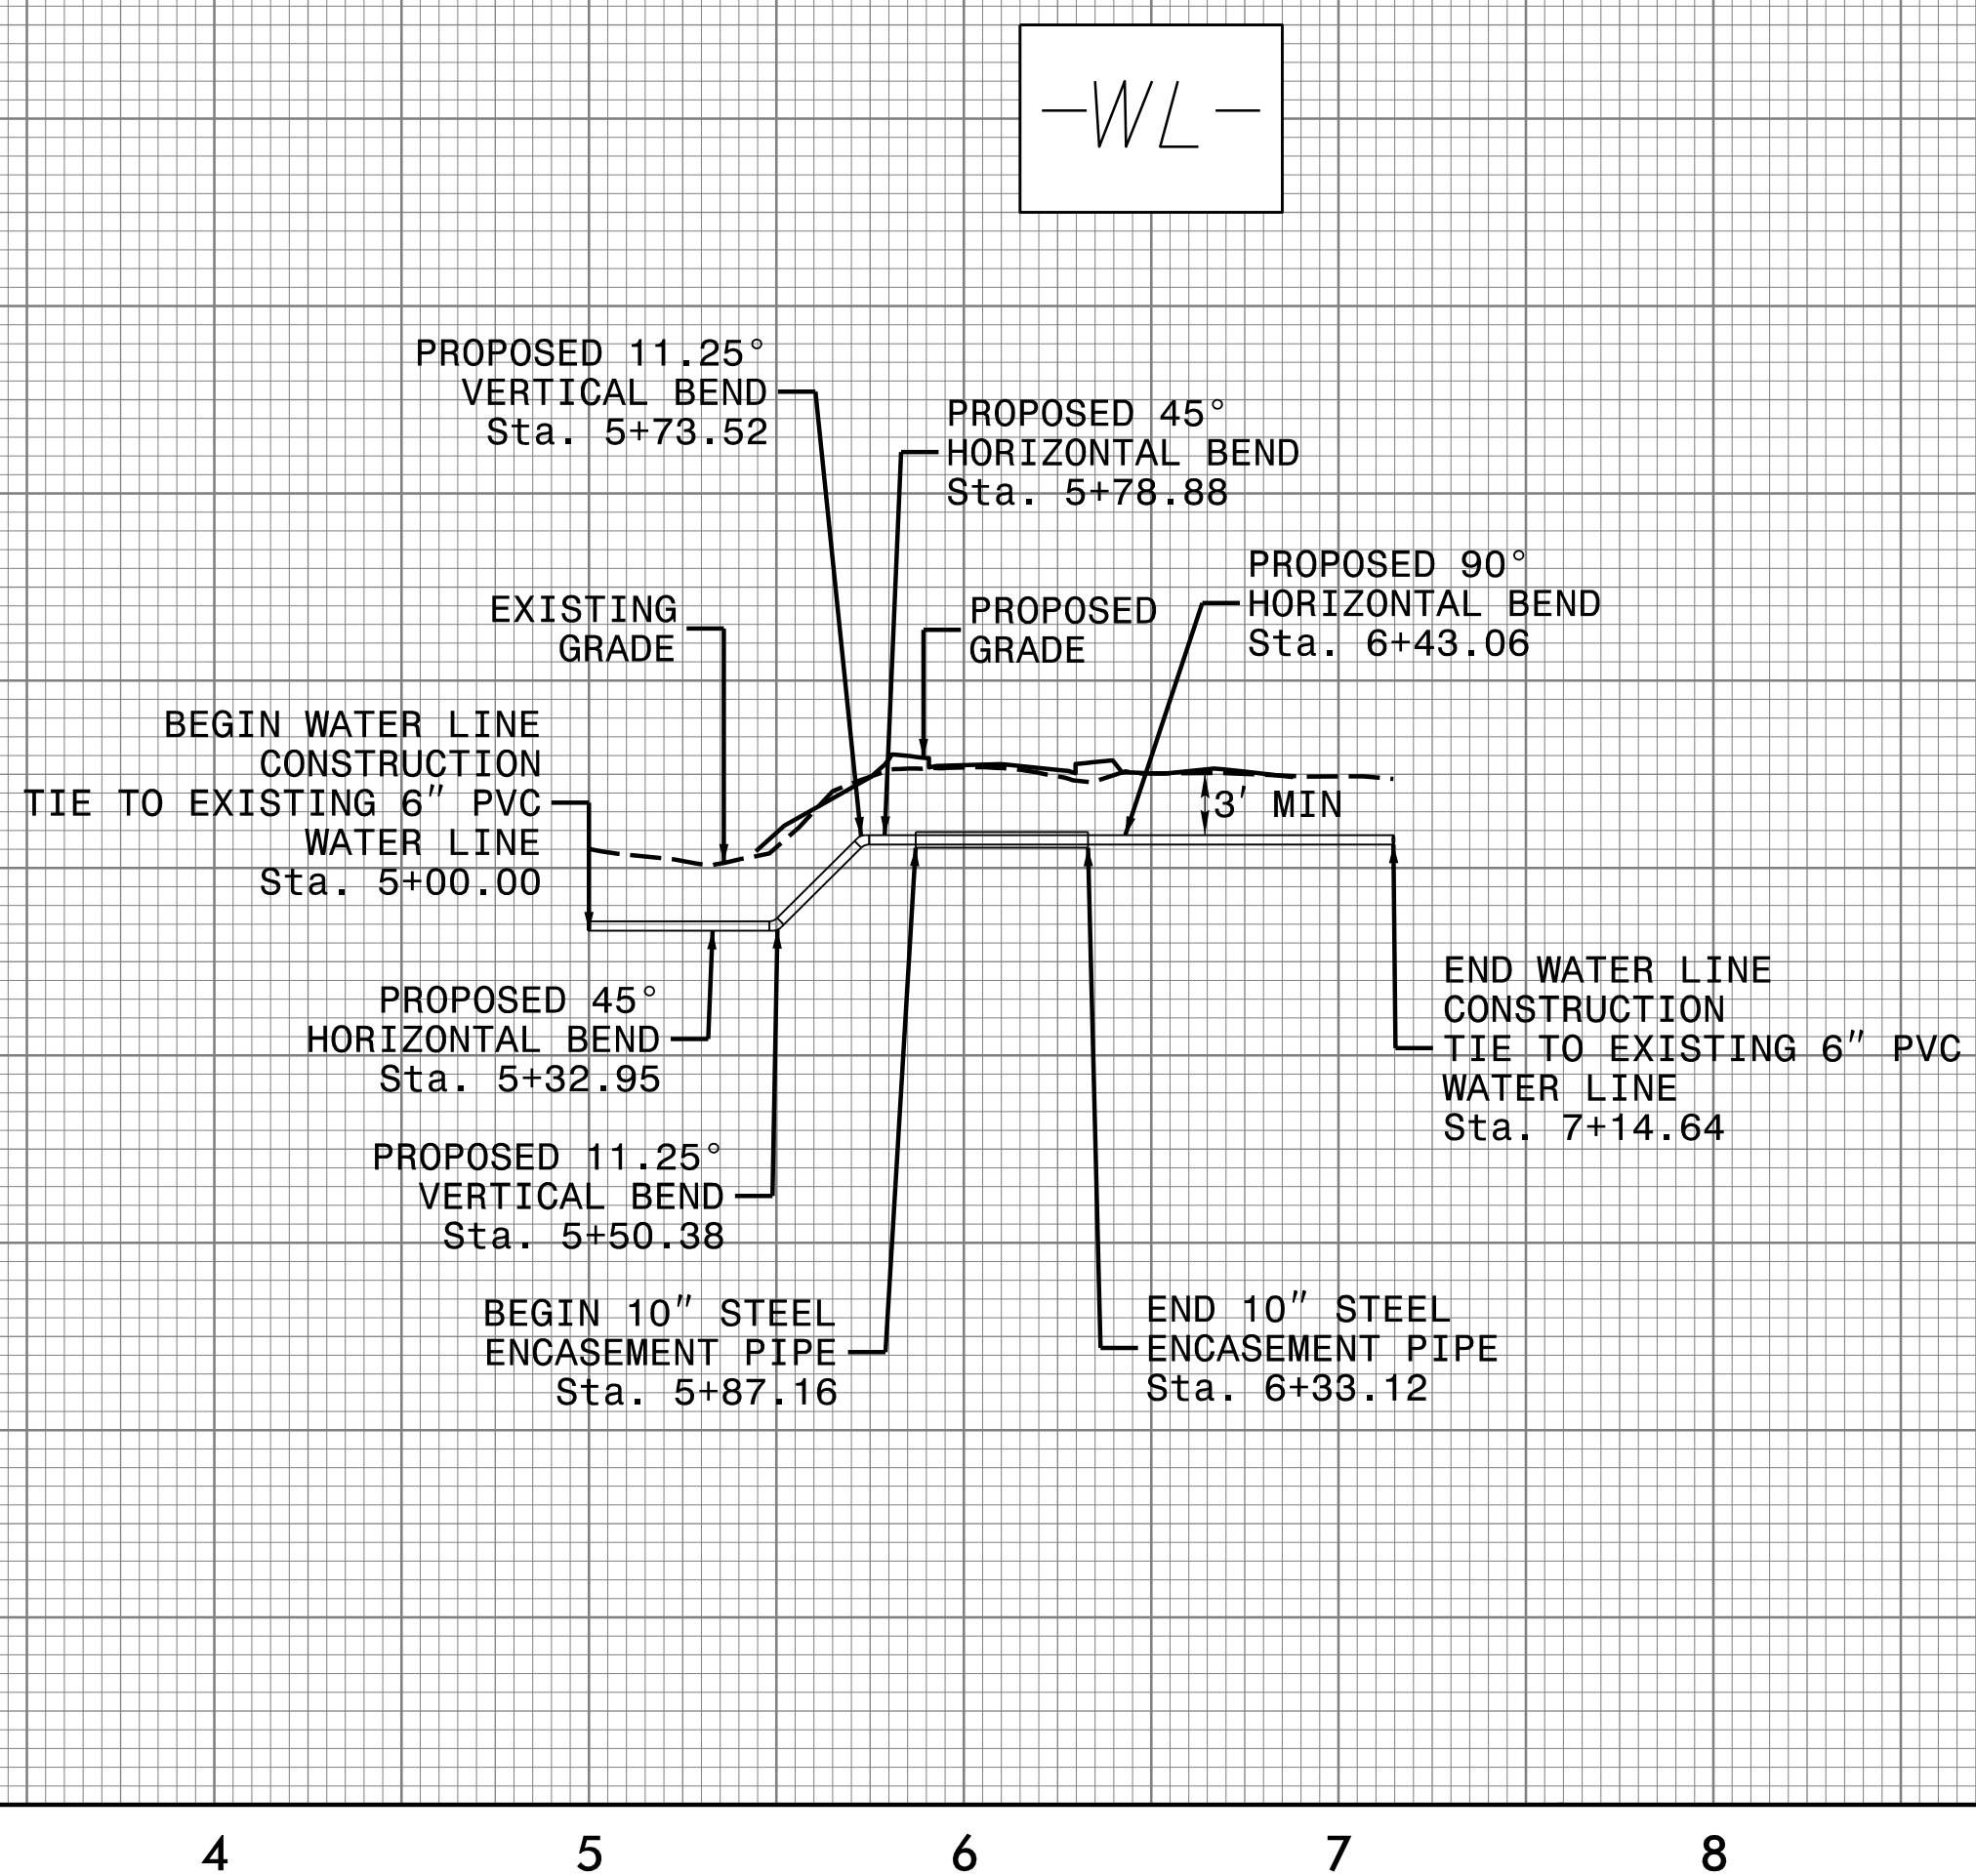 -WL-
PROPOSED 11.25°
VERTICAL BEND
Sta. 5+73.52
PROPOSED 45°
HORIZONTAL BEND
Sta. 5+78.88
PROPOSED 90°
HORIZONTAL BEND
Sta. 6+43.06
EXISTING
GRADE
PROPOSED
GRADE
BEGIN WATER LINE
CONSTRUCTION
TIE TO EXISTING 6" PVC
WATER LINE
Sta. 5+00.00
3' MIN
PROPOSED 45°
HORIZONTAL BEND
Sta. 5+32.95
END WATER LINE
CONSTRUCTION
TIE TO EXISTING 6" PVC
WATER LINE
Sta. 7+14.64
PROPOSED 11.25°
VERTICAL BEND
Sta. 5+50.38
BEGIN 10" STEEL
ENCASEMENT PIPE
Sta. 5+87.16
END 10" STEEL
ENCASEMENT PIPE
Sta. 6+33.12
4 5 6 7 8